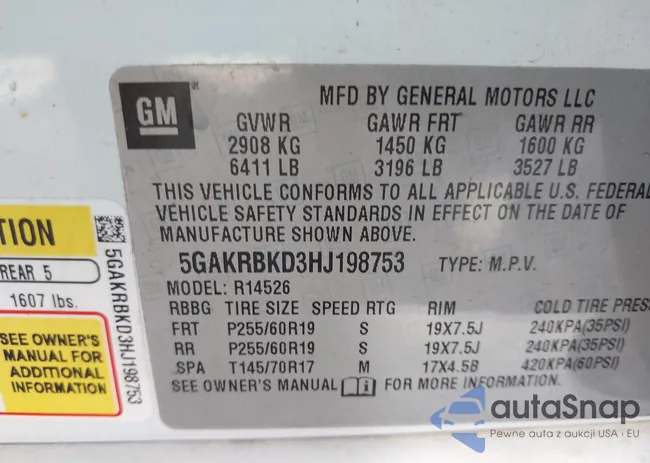 MFD BY GENERAL MOTORS LLC
GM
GVWR GAWR FRT GAWR RR
2908 KG 1450 KG 1600 KG
6411 LB 3196 LB 3527 LB
THIS VEHICLE CONFORMS TO ALL APPLICABLE U.S. FEDERAL
VEHICLE SAFETY STANDARDS IN EFFECT ON THE DATE OF
MANUFACTURE SHOWN ABOVE.
5GAKRBKD3HJ198753 TYPE: M.P.V.
MODEL: R14526
RBBG TIRE SIZE SPEED RTG RIM COLD TIRE PRES
FRT P255/60R19 S 19X7.5J 240KPA(35PSI)
RR P255/60R19 S 19X7.5J 240KPA(35PSI)
SPA T145/70R17 M 17X4.5B 420KPA(60PSI)
SEE OWNER'S MANUAL i FOR MORE INFORMATION.
TION
REAR 5
1607 lbs.
SEE OWNER'S
MANUAL FOR
ADDITIONAL
INFORMATION
5GAKRBKD3HJ198753
autaSnap
Pewne auta z aukcji USA i EU